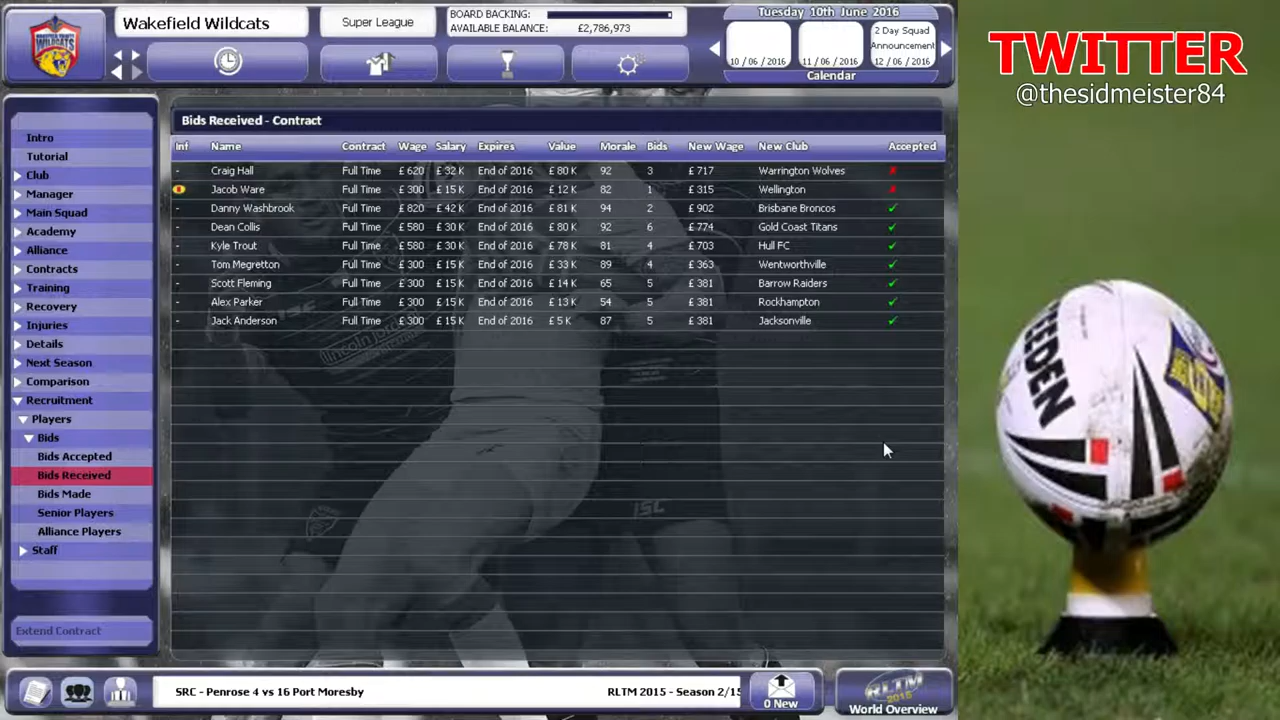 Wakefield Wildcats
Super League
BOARD BACKING:
AVAILABLE BALANCE: £2,786,973
Tuesday 10th June 2016
2 Day Squad
Announcement
10 / 06 / 2016 11 / 06 / 2016 12 / 06 / 2016
Calendar
TWITTER
@thesidmeister84
Intro
Tutorial
Club
Manager
Main Squad
Academy
Alliance
Contracts
Training
Recovery
Injuries
Details
Next Season
Comparison
Recruitment
Players
Bids
Bids Accepted
Bids Received
Bids Made
Senior Players
Alliance Players
Staff
Extend Contract
Bids Received - Contract
Inf Name Contract Wage Salary Expires Value Morale Bids New Wage New Club Accepted
- Craig Hall Full Time £ 620 £ 32 K End of 2016 £ 80 K 92 3 £ 717 Warrington Wolves
Jacob Ware Full Time £ 300 £ 15 K End of 2016 £ 12 K 82 1 £ 315 Wellington
- Danny Washbrook Full Time £ 820 £ 42 K End of 2016 £ 81 K 94 2 £ 902 Brisbane Broncos
- Dean Collis Full Time £ 580 £ 30 K End of 2016 £ 80 K 92 6 £ 774 Gold Coast Titans
- Kyle Trout Full Time £ 580 £ 30 K End of 2016 £ 78 K 81 4 £ 703 Hull FC
- Tom Megretton Full Time £ 300 £ 15 K End of 2016 £ 33 K 89 4 £ 363 Wentworthville
- Scott Fleming Full Time £ 300 £ 15 K End of 2016 £ 14 K 65 5 £ 381 Barrow Raiders
- Alex Parker Full Time £ 300 £ 15 K End of 2016 £ 13 K 54 5 £ 381 Rockhampton
- Jack Anderson Full Time £ 300 £ 15 K End of 2016 £ 5 K 87 5 £ 381 Jacksonville
lincoln
ISC
ISC
SRC - Penrose 4 vs 16 Port Moresby
RLTM 2015 - Season 2/15
0 New
RLTM
2015
World Overview
WILDCATS